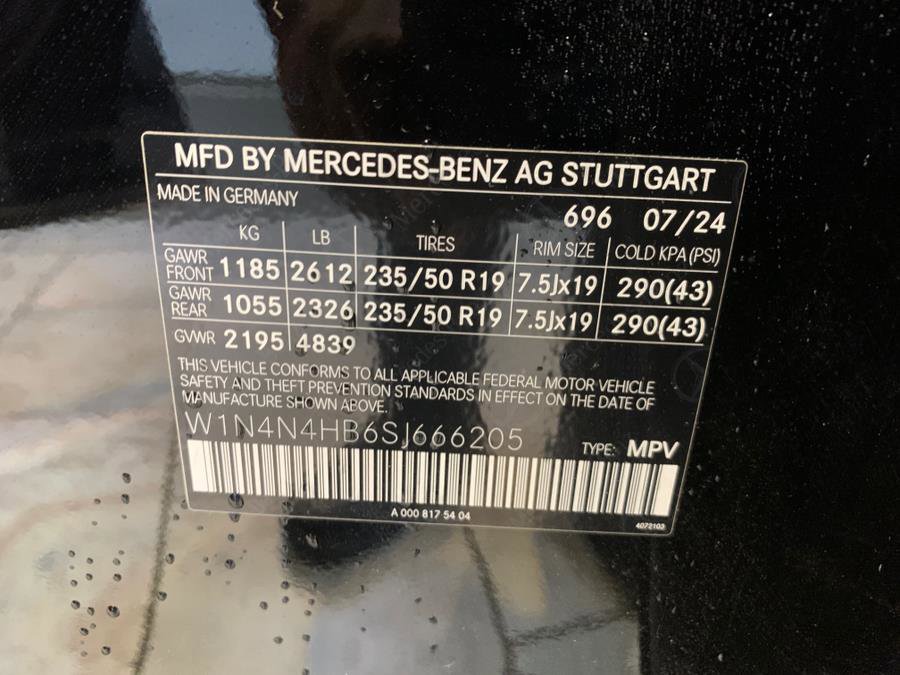 MFD BY MERCEDES-BENZ AG STUTTGART
MADE IN GERMANY
696 07/24
KG LB TIRES RIM SIZE COLD KPA (PSI)
GAWR FRONT 1185 2612 235/50 R19 7.5Jx19 290(43)
GAWR REAR 1055 2326 235/50 R19 7.5Jx19 290(43)
GVWR 2195 4839
THIS VEHICLE CONFORMS TO ALL APPLICABLE FEDERAL MOTOR VEHICLE
SAFETY AND THEFT PREVENTION STANDARDS IN EFFECT ON THE DATE OF
MANUFACTURE SHOWN ABOVE.
W1N4N4HB6SJ666205 TYPE: MPV
A 000 817 54 04
4072103